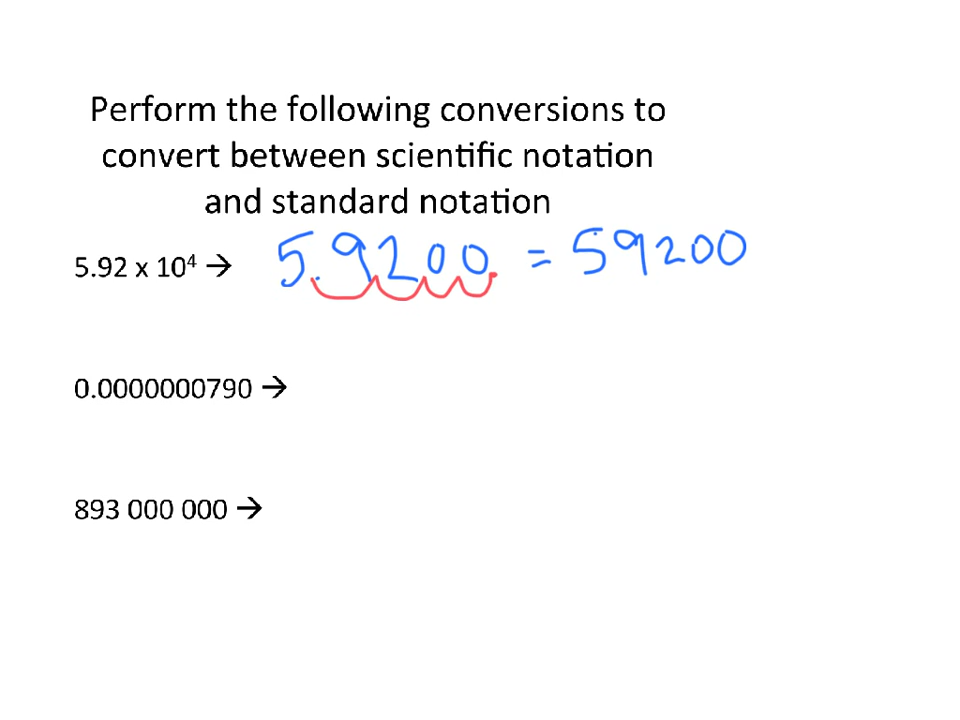 Perform the following conversions to
convert between scientific notation
and standard notation
5.92 x 10⁴ → 5.9200. = 59200
0.0000000790 →
893 000 000 →